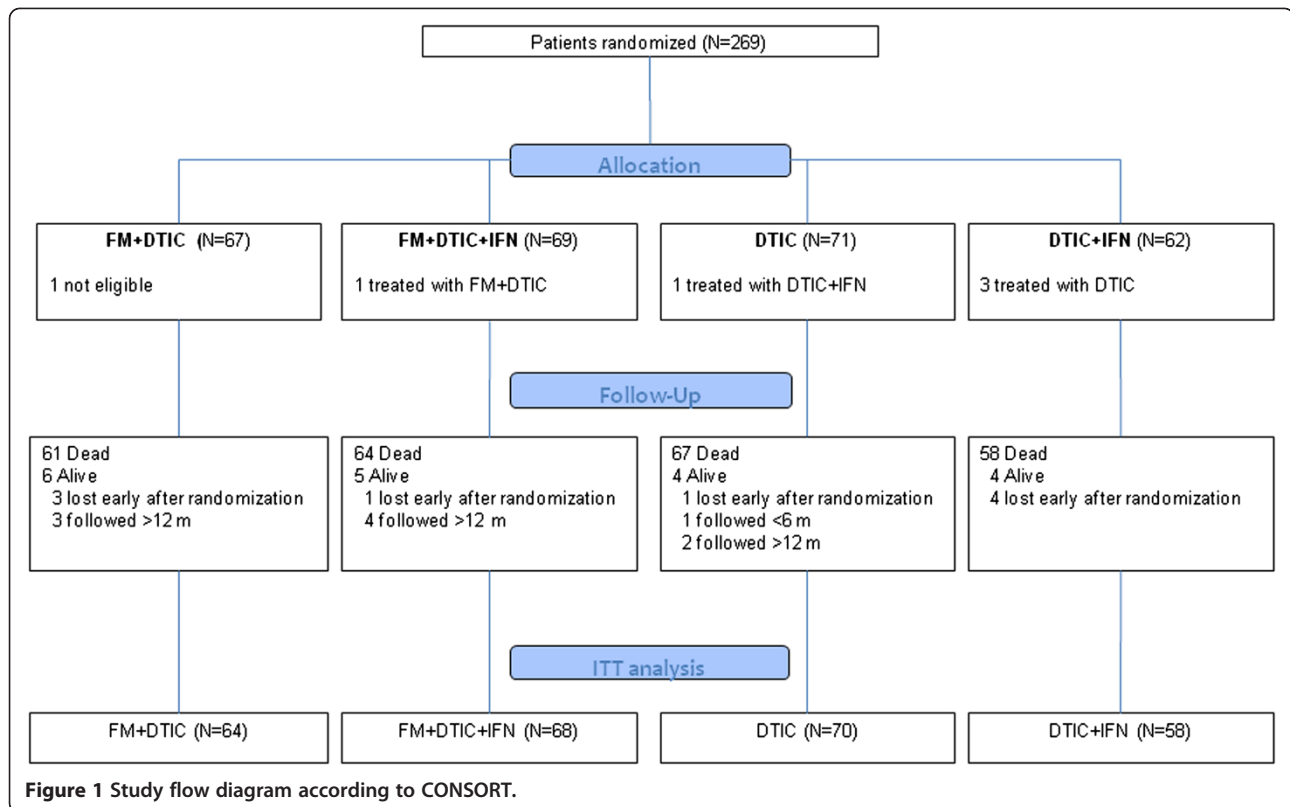 Patients randomized (N=269)
Allocation
FM+DTIC (N=67)
1 not eligible
FM+DTIC+IFN (N=69)
1 treated with FM+DTIC
DTIC (N=71)
1 treated with DTIC+IFN
DTIC+IFN (N=62)
3 treated with DTIC
Follow-Up
61 Dead
6 Alive
3 lost early after randomization
3 followed >12 m
64 Dead
5 Alive
1 lost early after randomization
4 followed >12 m
67 Dead
4 Alive
1 lost early after randomization
1 followed <6 m
2 followed >12 m
58 Dead
4 Alive
4 lost early after randomization
ITT analysis
FM+DTIC (N=64)
FM+DTIC+IFN (N=68)
DTIC (N=70)
DTIC+IFN (N=58)
Figure 1 Study flow diagram according to CONSORT.